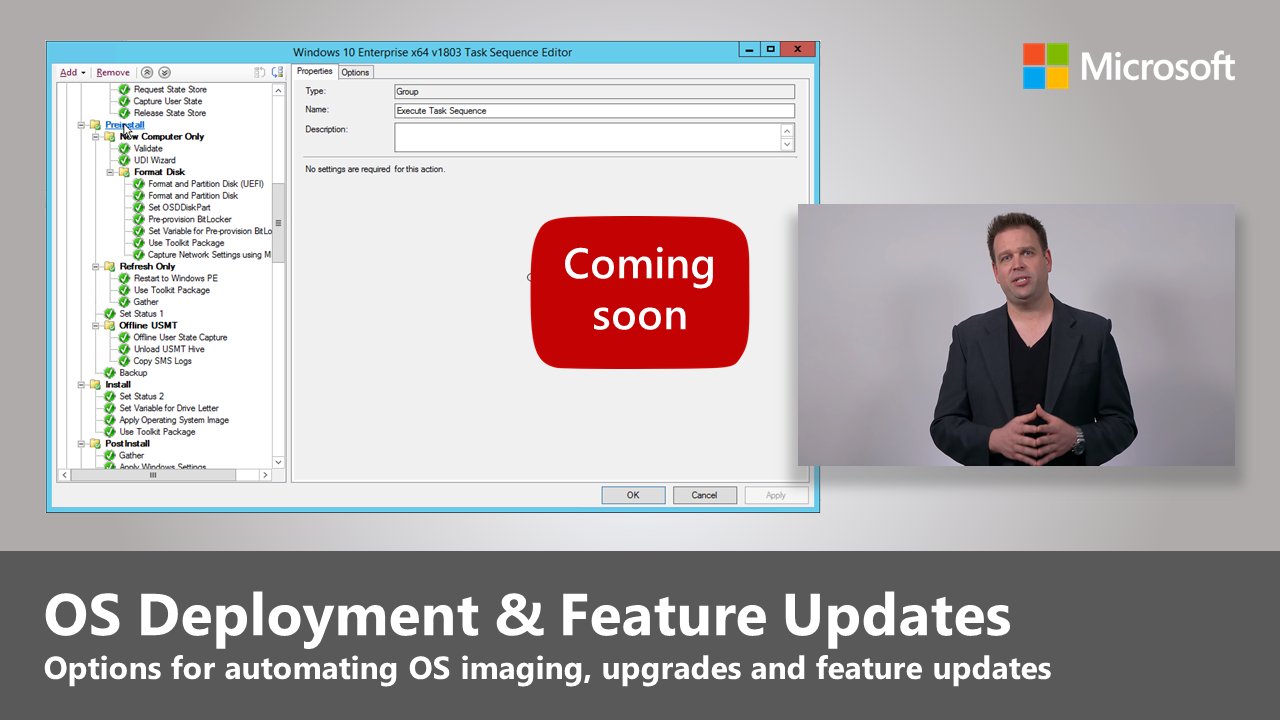 Windows 10 Enterprise x64 v1803 Task Sequence Editor
Microsoft
Add
Remove
Request State Store
Capture User State
Release State Store
Preinstall
New Computer Only
Validate
UDI Wizard
Format Disk
Format and Partition Disk (UEFI)
Format and Partition Disk
Set OSDDiskPart
Pre-provision BitLocker
Set Variable for Pre-provision BitLo
Use Toolkit Package
Capture Network Settings using M
Refresh Only
Restart to Windows PE
Use Toolkit Package
Gather
Set Status 1
Offline USMT
Offline User State Capture
Unload USMT Hive
Copy SMS Logs
Backup
Install
Set Status 2
Set Variable for Drive Letter
Apply Operating System Image
Use Toolkit Package
PostInstall
Gather
Apply Windows Settings
Properties
Options
Type:
Group
Name:
Execute Task Sequence
Description:
No settings are required for this action.
Coming
soon
OK
Cancel
Apply
OS Deployment & Feature Updates
Options for automating OS imaging, upgrades and feature updates